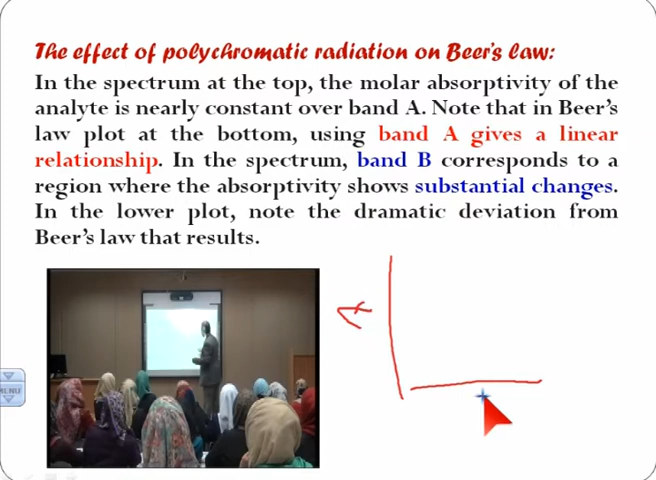 The effect of polychromatic radiation on Beer's law:
In the spectrum at the top, the molar absorptivity of the
analyte is nearly constant over band A. Note that in Beer's
law plot at the bottom, using band A gives a linear
relationship. In the spectrum, band B corresponds to a
region where the absorptivity shows substantial changes.
In the lower plot, note the dramatic deviation from
Beer's law that results.
A
MENU